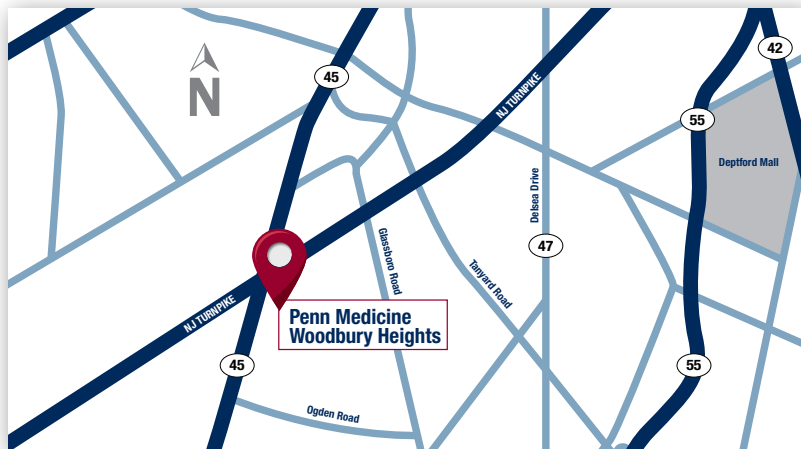 42
N
45
NJ TURNPIKE
55
Deptford Mall
Delsea Drive
47
Glassboro Road
Tanyard Road
NJ TURNPIKE
Penn Medicine
Woodbury Heights
45
55
Ogden Road